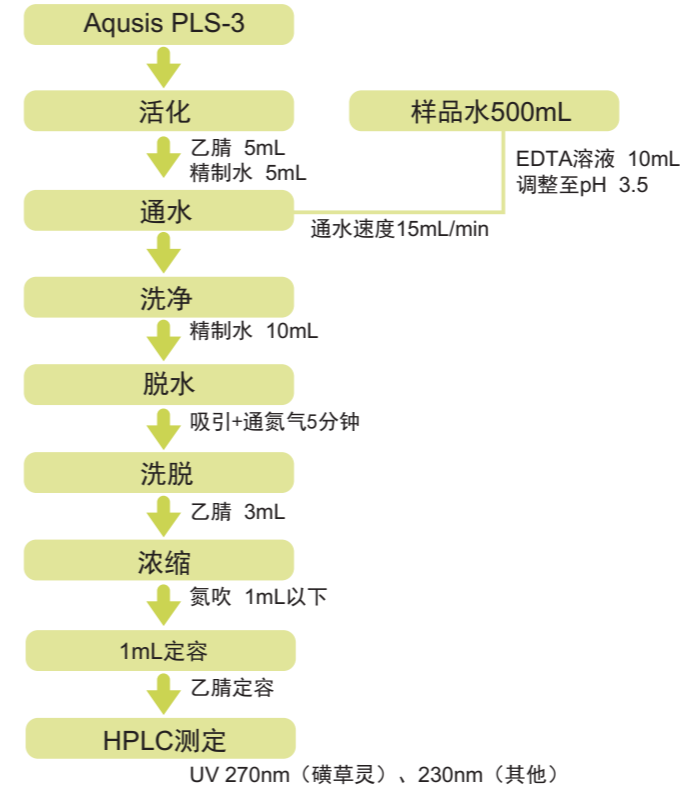 Aqusis PLS-3
活化
样品水500mL
乙腈 5mL
精制水 5mL
EDTA溶液 10mL
调整至pH 3.5
通水
通水速度15mL/min
洗净
精制水 10mL
脱水
吸引+通氮气5分钟
洗脱
乙腈 3mL
浓缩
氮吹 1mL以下
1mL定容
乙腈定容
HPLC测定
UV 270nm（磺草灵）、230nm（其他）